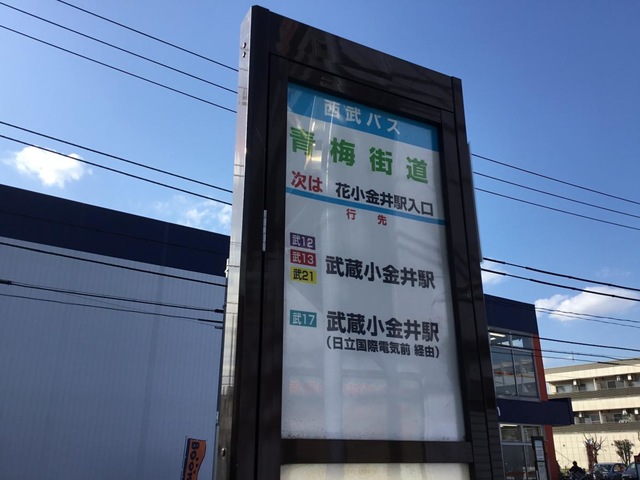 西武バス
青梅街道
次は 花小金井駅入口
行先
武12
武13
武21
武蔵小金井駅
武17
武蔵小金井駅
(日立国際電気前 経由)